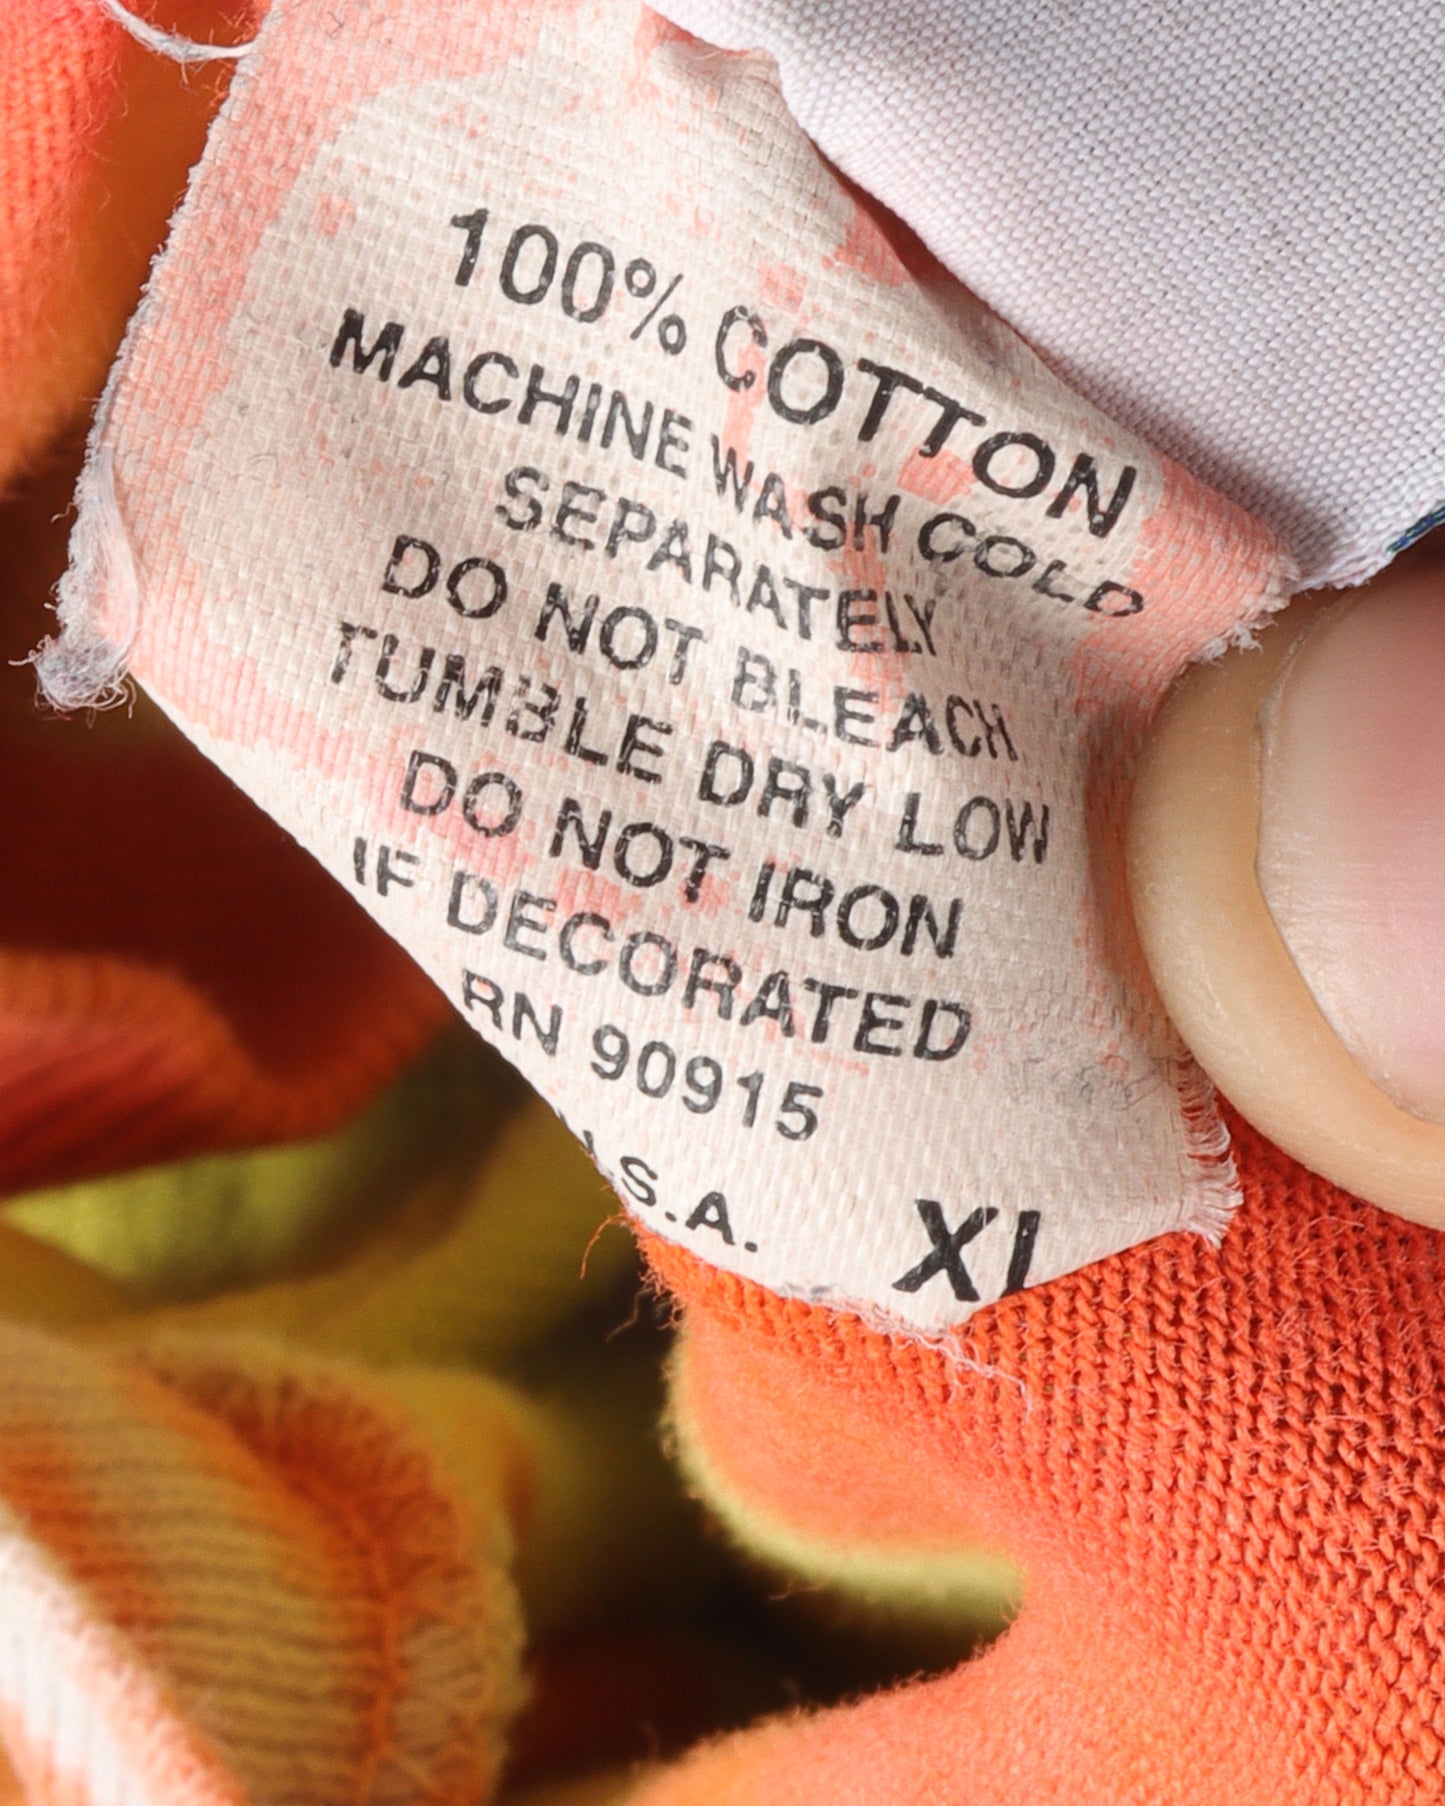 100% COTTON
MACHINE WASH COLD
SEPARATELY
DO NOT BLEACH
TUMBLE DRY LOW
DO NOT IRON
IF DECORATED
RN 90915
U.S.A.
XL